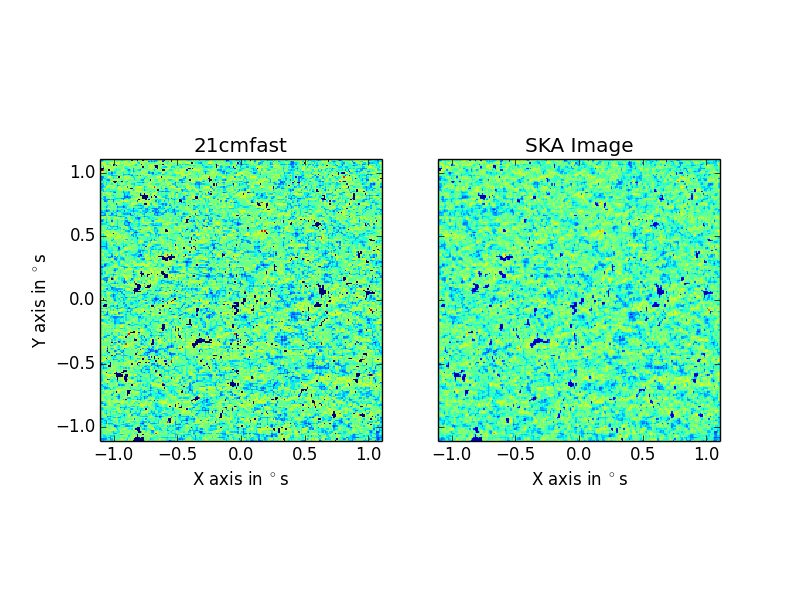 21cmfast
SKA Image
1.0
0.5
0.0
−0.5
−1.0
Y axis in °s
−1.0 −0.5 0.0 0.5 1.0
−1.0 −0.5 0.0 0.5 1.0
X axis in °s
X axis in °s